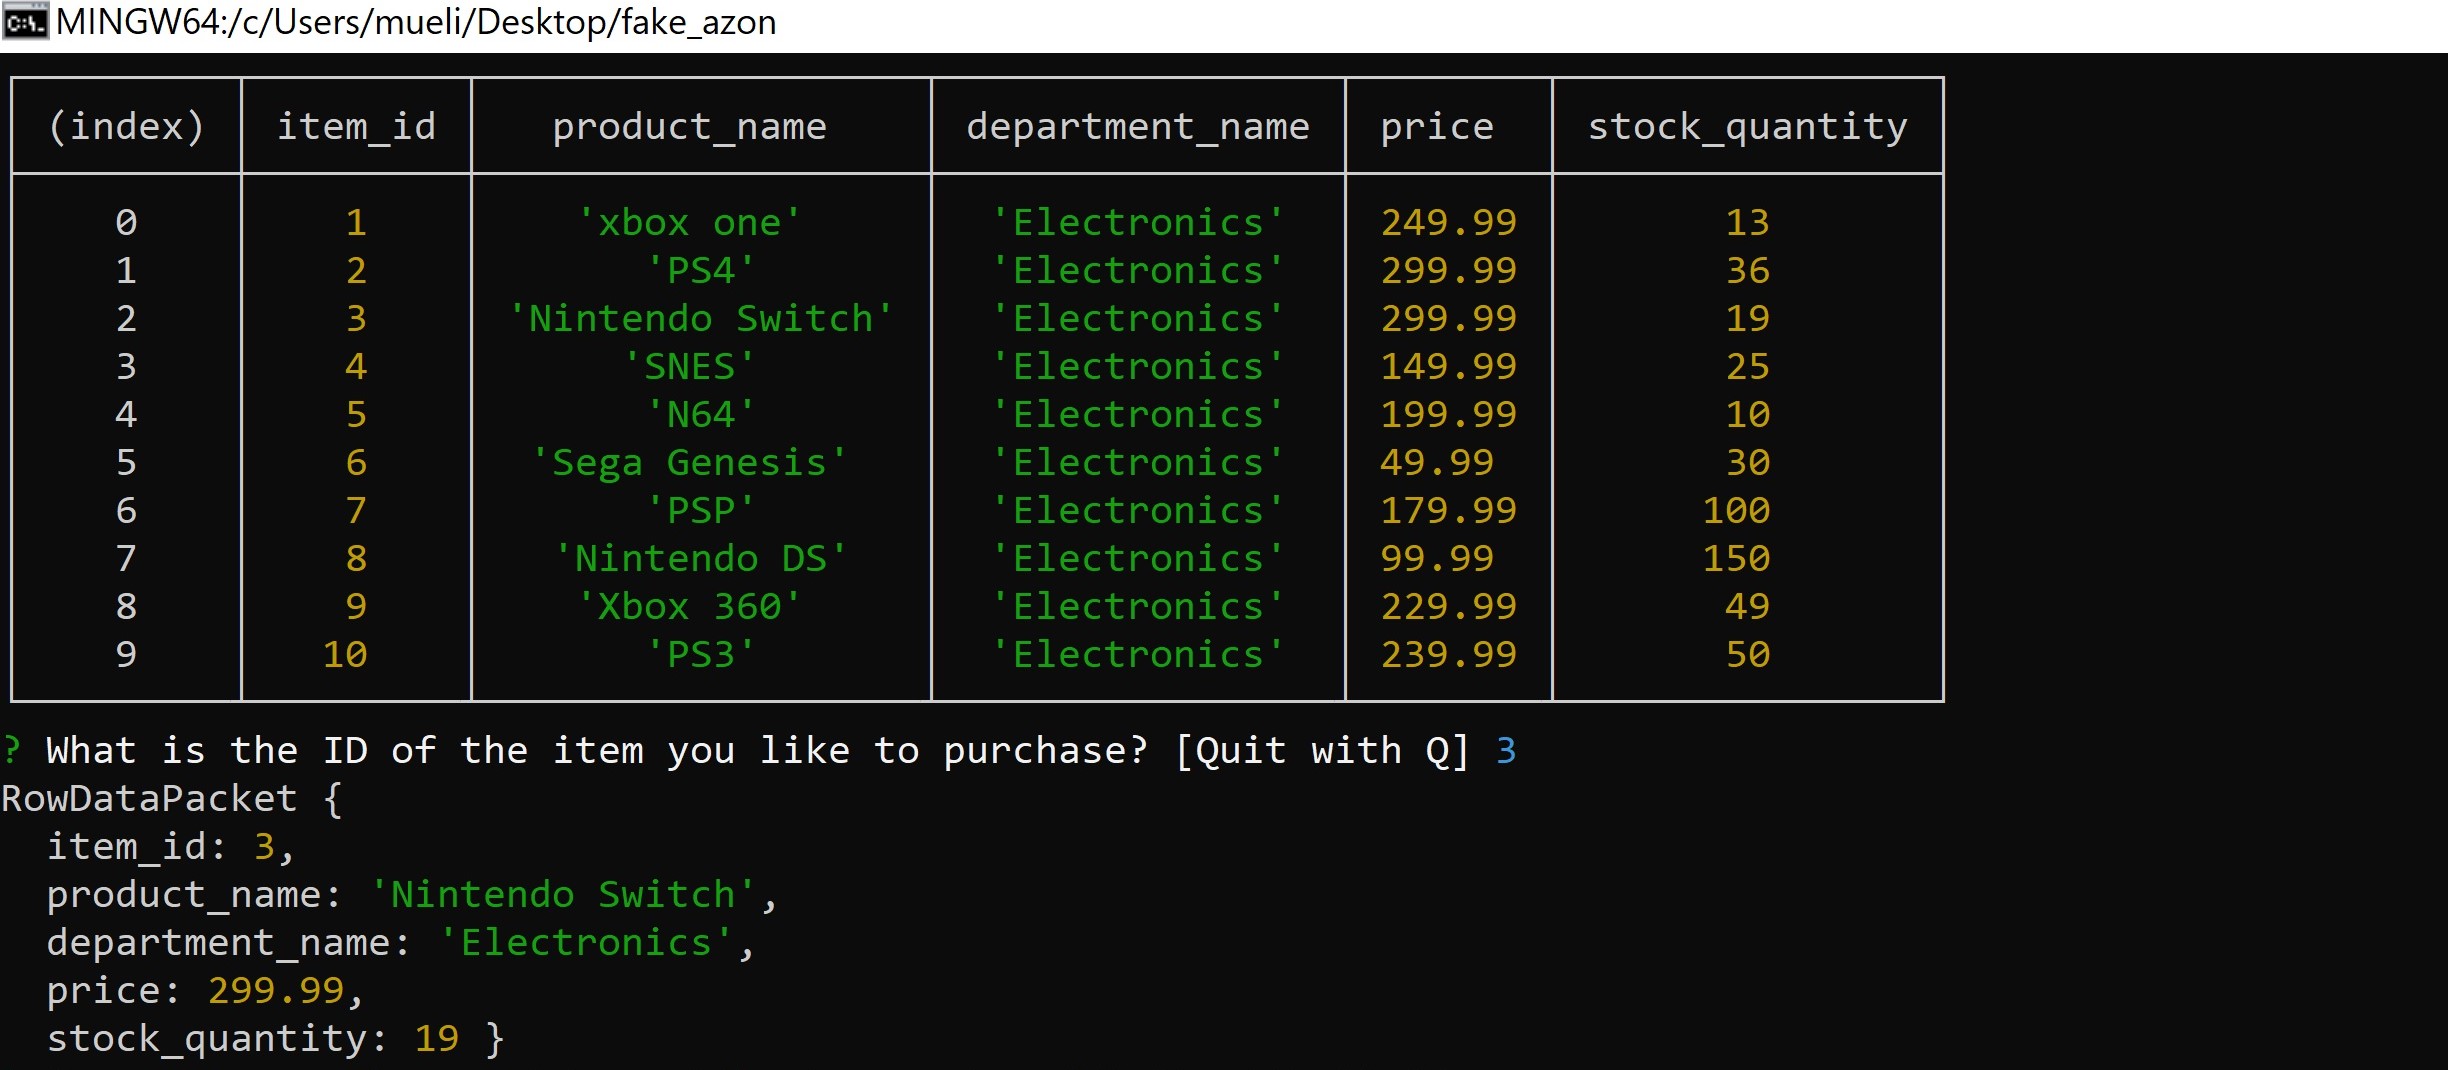 MINGW64:/c/Users/mueli/Desktop/fake_azon
(index) item_id product_name department_name price stock_quantity
0 1 'xbox one' 'Electronics' 249.99 13
1 2 'PS4' 'Electronics' 299.99 36
2 3 'Nintendo Switch' 'Electronics' 299.99 19
3 4 'SNES' 'Electronics' 149.99 25
4 5 'N64' 'Electronics' 199.99 10
5 6 'Sega Genesis' 'Electronics' 49.99 30
6 7 'PSP' 'Electronics' 179.99 100
7 8 'Nintendo DS' 'Electronics' 99.99 150
8 9 'Xbox 360' 'Electronics' 229.99 49
9 10 'PS3' 'Electronics' 239.99 50
? What is the ID of the item you like to purchase? [Quit with Q] 3
RowDataPacket {
item_id: 3,
product_name: 'Nintendo Switch',
department_name: 'Electronics',
price: 299.99,
stock_quantity: 19 }